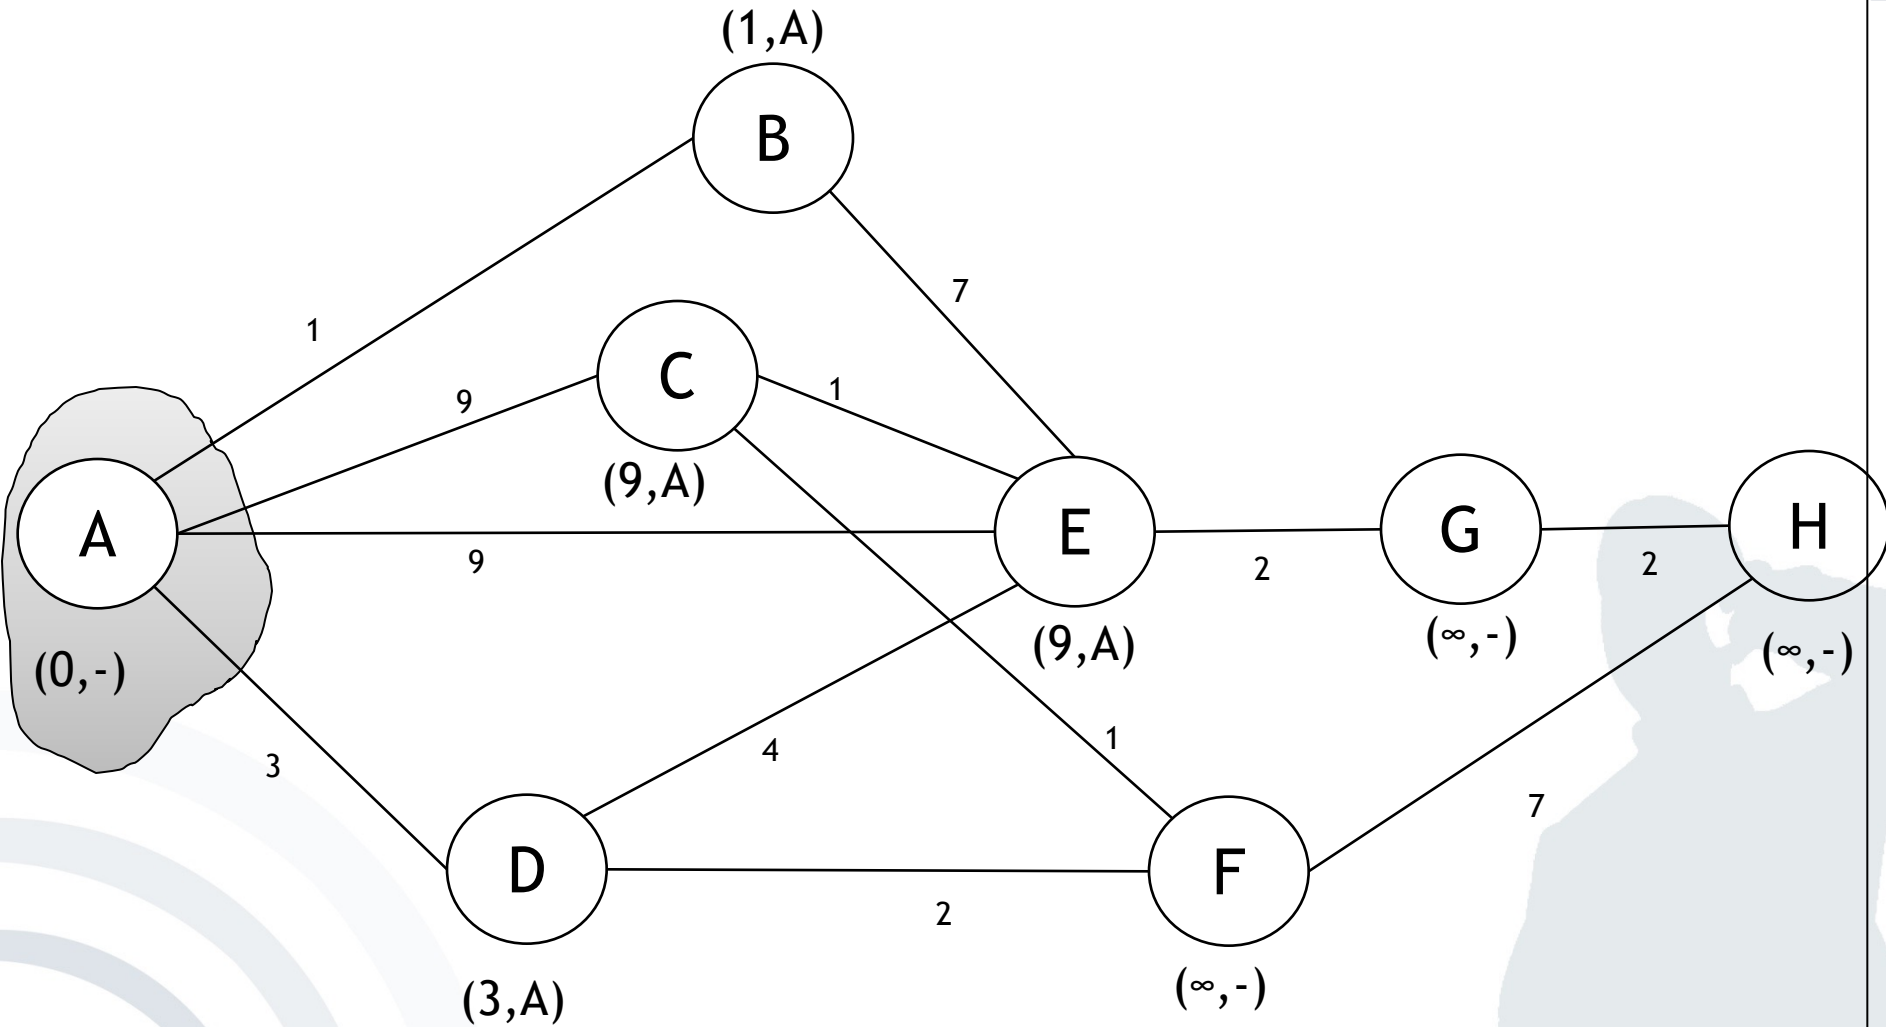 (1,A)
B
7
1
C
1
9
(9,A)
A
E
G
H
9
2
2
(9,A)
(∞,-)
(∞,-)
(0,-)
4
1
3
7
D
F
2
(3,A)
(∞,-)